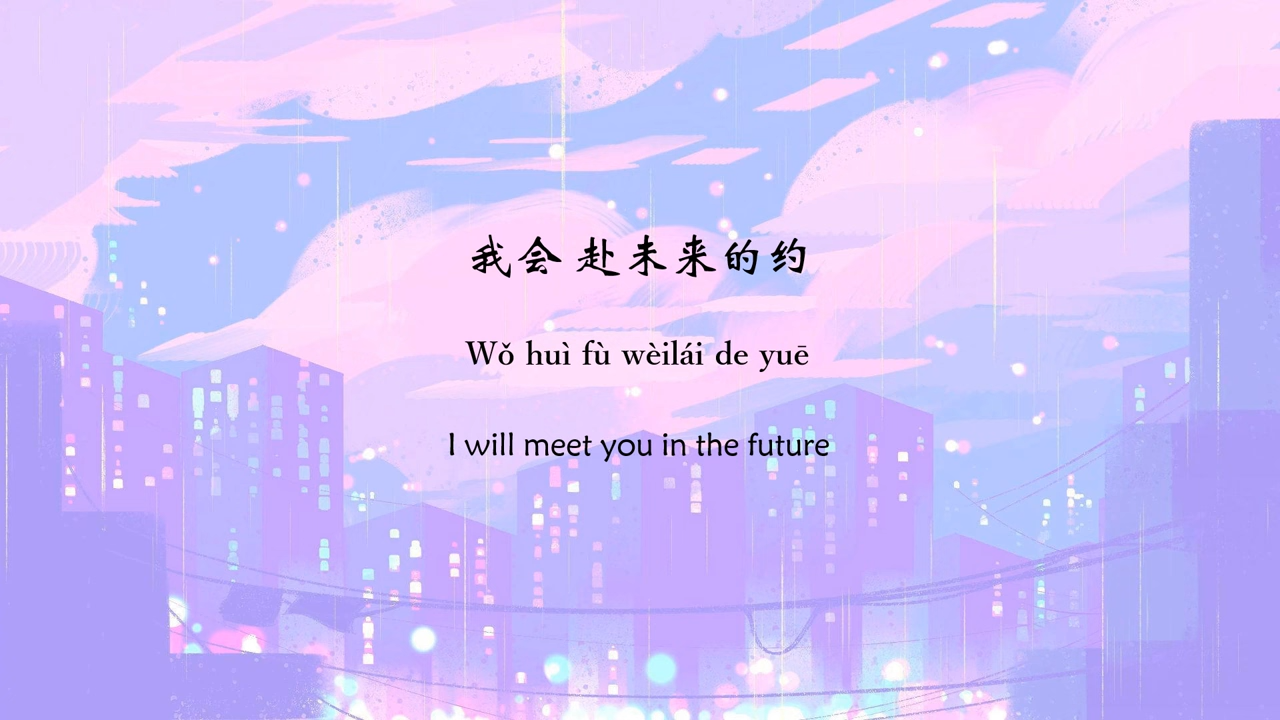 我会 赴未来的约
Wǒ huì fù wèilái de yuē
I will meet you in the future